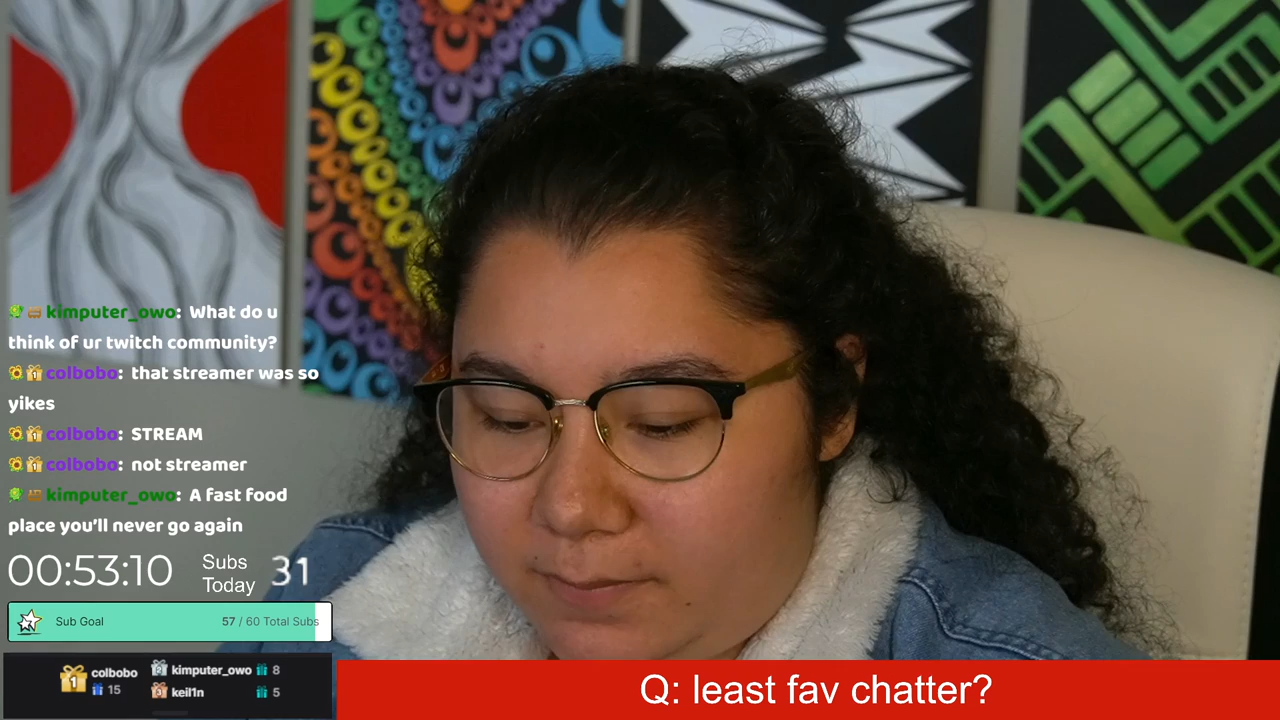 kimputer_owo: What do u
think of ur twitch community?
colbobo: that streamer was so
yikes
colbobo: STREAM
colbobo: not streamer
kimputer_owo: A fast food
place you'll never go again
00:53:10 Subs Today 31
Sub Goal 57 / 60 Total Subs
1 colbobo 15
2 kimputer_owo 8
3 keil1n 5
Q: least fav chatter?